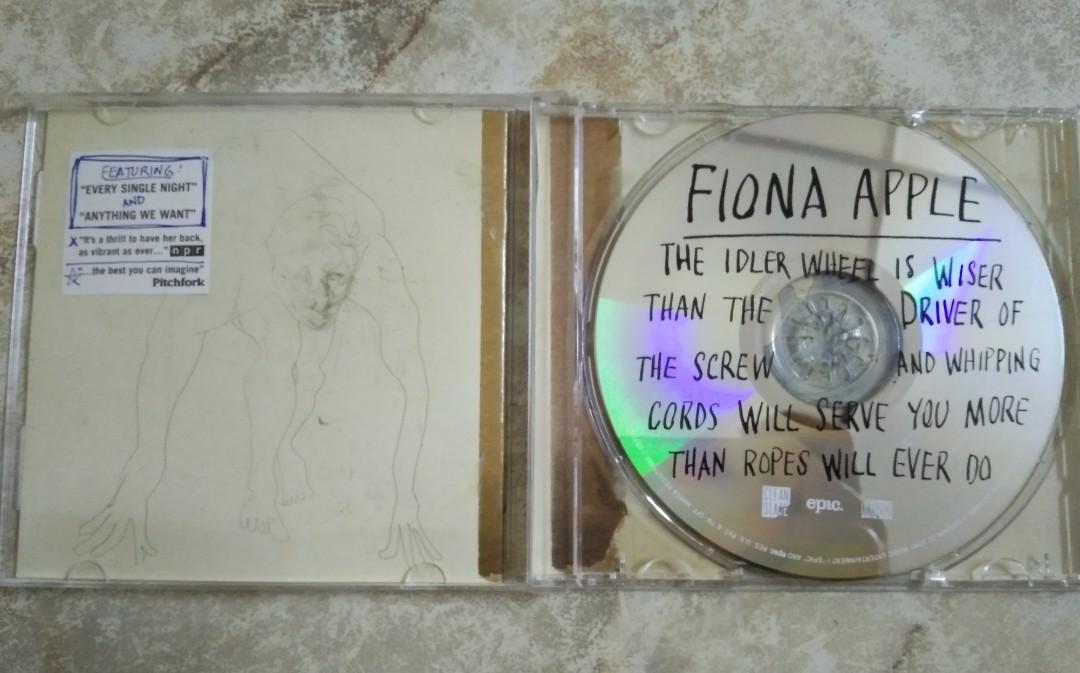 FEATURING:
"EVERY SINGLE NIGHT"
AND
"ANYTHING WE WANT"
X "It's a thrill to have her back,
as vibrant as ever..." npr
"...the best you can imagine"
Pitchfork
FIONA APPLE
THE IDLER WHEEL IS WISER
THAN THE DRIVER OF
THE SCREW AND WHIPPING
CORDS WILL SERVE YOU MORE
THAN ROPES WILL EVER DO
CLEAN
SLATE
epic.